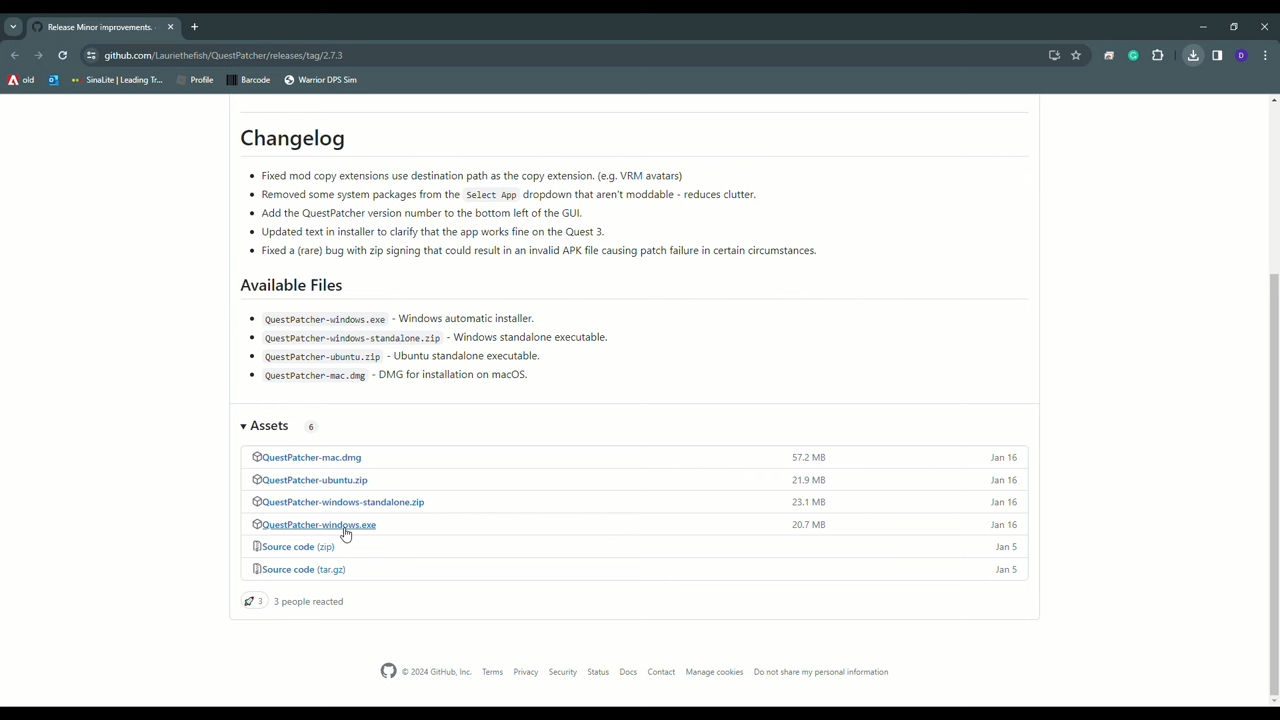 Release Minor improvements.
github.com/Lauriethefish/QuestPatcher/releases/tag/2.7.3
D
old
SinaLite | Leading Tr...
Profile
Barcode
Warrior DPS Sim
Changelog
Fixed mod copy extensions use destination path as the copy extension. (e.g. VRM avatars)
Removed some system packages from the Select App dropdown that aren't moddable - reduces clutter.
Add the QuestPatcher version number to the bottom left of the GUI.
Updated text in installer to clarify that the app works fine on the Quest 3.
Fixed a (rare) bug with zip signing that could result in an invalid APK file causing patch failure in certain circumstances.
Available Files
QuestPatcher-windows.exe - Windows automatic installer.
QuestPatcher-windows-standalone.zip - Windows standalone executable.
QuestPatcher-ubuntu.zip - Ubuntu standalone executable.
QuestPatcher-mac.dmg - DMG for installation on macOS.
Assets 6
QuestPatcher-mac.dmg 57.2 MB Jan 16
QuestPatcher-ubuntu.zip 21.9 MB Jan 16
QuestPatcher-windows-standalone.zip 23.1 MB Jan 16
QuestPatcher-windows.exe 20.7 MB Jan 16
Source code (zip) Jan 5
Source code (tar.gz) Jan 5
3 3 people reacted
© 2024 GitHub, Inc. Terms Privacy Security Status Docs Contact Manage cookies Do not share my personal information